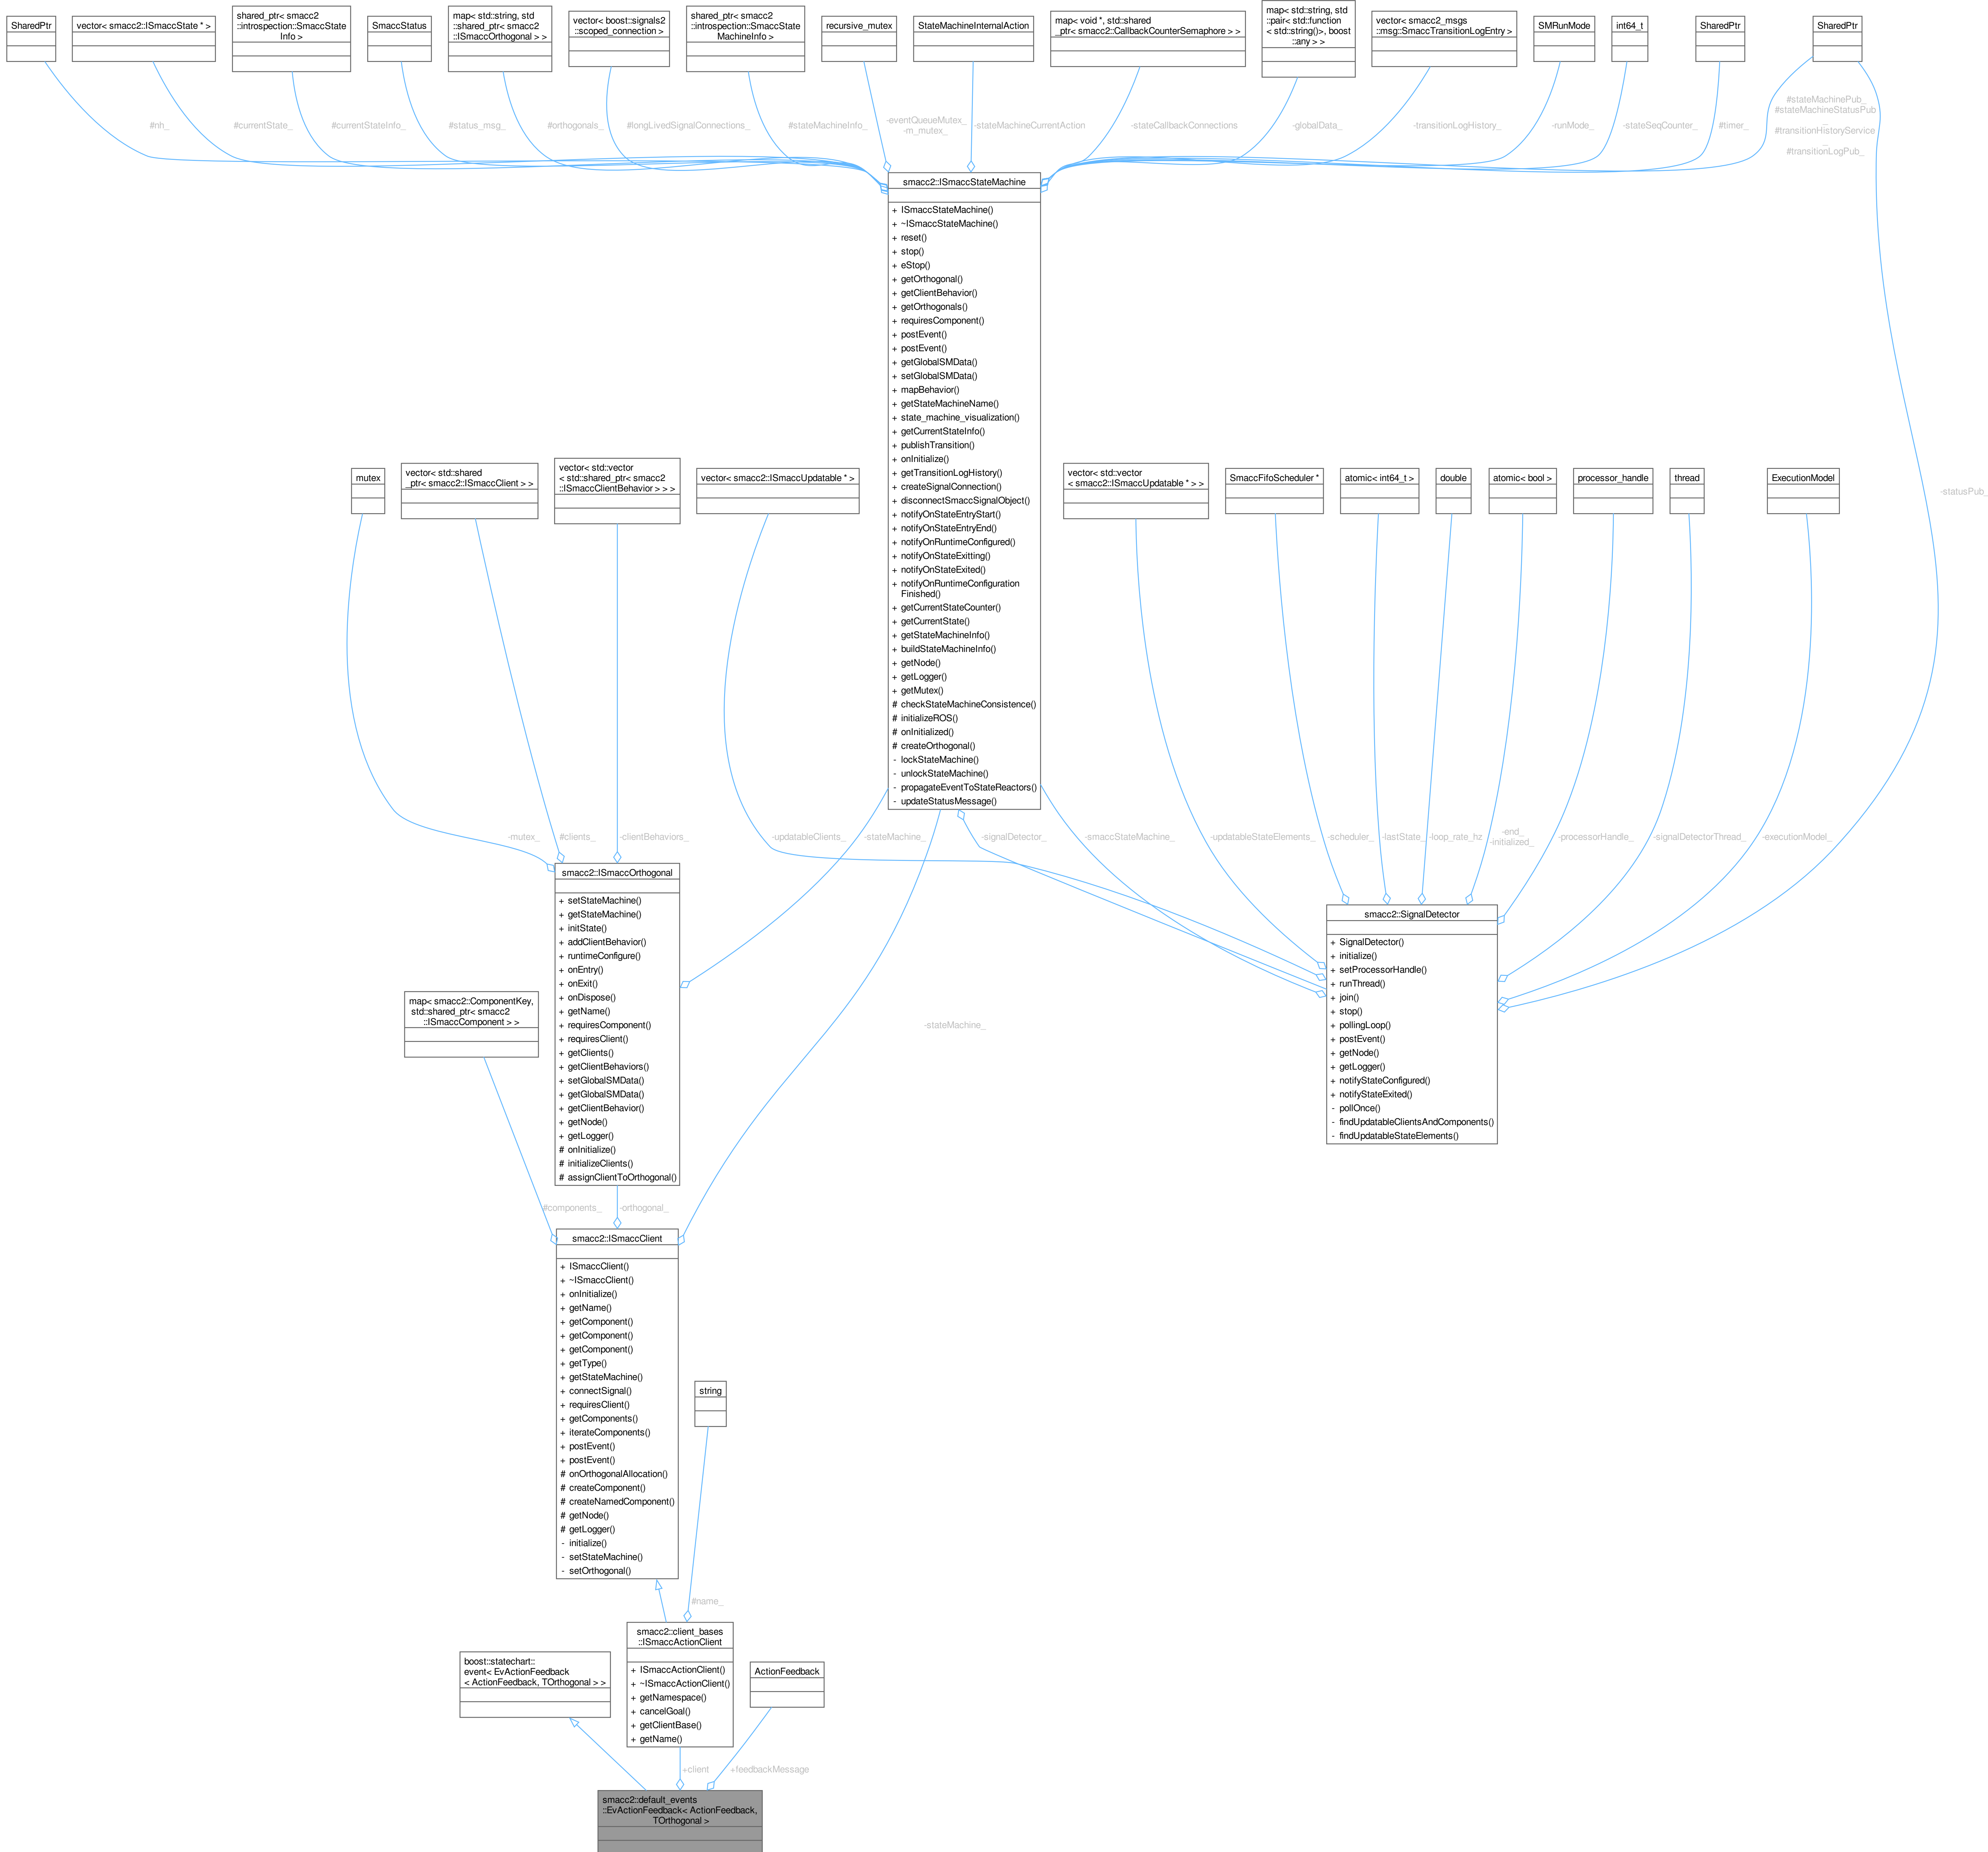 SharedPtr
vector< smacc2::ISmaccState * >
shared_ptr< smacc2
::introspection::SmaccState
Info >
SmaccStatus
map< std::string, std
::shared_ptr< smacc2
::ISmaccOrthogonal > >
vector< boost::signals2
::scoped_connection >
shared_ptr< smacc2
::introspection::SmaccState
MachineInfo >
recursive_mutex
StateMachineInternalAction
map< void *, std::shared
_ptr< smacc2::CallbackCounterSemaphore > >
map< std::string, std
::pair< std::function
< std::string()>, boost
::any > >
vector< smacc2_msgs
::msg::SmaccTransitionLogEntry >
SMRunMode
int64_t
SharedPtr
SharedPtr
#nh_
#currentState_
#currentStateInfo_
#status_msg_
#orthogonals_
#longLivedSignalConnections_
#stateMachineInfo_
-eventQueueMutex_
-m_mutex_
-stateMachineCurrentAction
-stateCallbackConnections
-globalData_
-transitionLogHistory_
-runMode_
-stateSeqCounter_
#timer_
#stateMachinePub_
#stateMachineStatusPub
_
#transitionHistoryService
_
#transitionLogPub_
smacc2::ISmaccStateMachine
+ ISmaccStateMachine()
+ ~ISmaccStateMachine()
+ reset()
+ stop()
+ eStop()
+ getOrthogonal()
+ getClientBehavior()
+ getOrthogonals()
+ requiresComponent()
+ postEvent()
+ postEvent()
+ getGlobalSMData()
+ setGlobalSMData()
+ mapBehavior()
+ getStateMachineName()
+ state_machine_visualization()
+ getCurrentStateInfo()
+ publishTransition()
+ onInitialize()
+ getTransitionLogHistory()
+ createSignalConnection()
+ disconnectSmaccSignalObject()
+ notifyOnStateEntryStart()
+ notifyOnStateEntryEnd()
+ notifyOnRuntimeConfigured()
+ notifyOnStateExitting()
+ notifyOnStateExited()
+ notifyOnRuntimeConfiguration
Finished()
+ getCurrentStateCounter()
+ getCurrentState()
+ getStateMachineInfo()
+ buildStateMachineInfo()
+ getNode()
+ getLogger()
+ getMutex()
# checkStateMachineConsistence()
# initializeROS()
# onInitialized()
# createOrthogonal()
- lockStateMachine()
- unlockStateMachine()
- propagateEventToStateReactors()
- updateStatusMessage()
-statusPub_
mutex
vector< std::shared
_ptr< smacc2::ISmaccClient > >
vector< std::vector
< std::shared_ptr< smacc2
::ISmaccClientBehavior > > >
vector< smacc2::ISmaccUpdatable * >
vector< std::vector
< smacc2::ISmaccUpdatable * > >
SmaccFifoScheduler *
atomic< int64_t >
double
atomic< bool >
processor_handle
thread
ExecutionModel
-mutex_
#clients_
-clientBehaviors_
-updatableClients_
-stateMachine_
-signalDetector_
-smaccStateMachine_
-updatableStateElements_
-scheduler_
-lastState_
-loop_rate_hz
-end_
-initialized_
-processorHandle_
-signalDetectorThread_
-executionModel_
smacc2::ISmaccOrthogonal
+ setStateMachine()
+ getStateMachine()
+ initState()
+ addClientBehavior()
+ runtimeConfigure()
+ onEntry()
+ onExit()
+ onDispose()
+ getName()
+ requiresComponent()
+ requiresClient()
+ getClients()
+ getClientBehaviors()
+ setGlobalSMData()
+ getGlobalSMData()
+ getClientBehavior()
+ getNode()
+ getLogger()
# onInitialize()
# initializeClients()
# assignClientToOrthogonal()
smacc2::SignalDetector
+ SignalDetector()
+ initialize()
+ setProcessorHandle()
+ runThread()
+ join()
+ stop()
+ pollingLoop()
+ postEvent()
+ getNode()
+ getLogger()
+ notifyStateConfigured()
+ notifyStateExited()
- pollOnce()
- findUpdatableClientsAndComponents()
- findUpdatableStateElements()
map< smacc2::ComponentKey,
std::shared_ptr< smacc2
::ISmaccComponent > >
-stateMachine_
#components_
-orthogonal_
smacc2::ISmaccClient
+ ISmaccClient()
+ ~ISmaccClient()
+ onInitialize()
+ getName()
+ getComponent()
+ getComponent()
+ getComponent()
+ getType()
+ getStateMachine()
+ connectSignal()
+ requiresClient()
+ getComponents()
+ iterateComponents()
+ postEvent()
+ postEvent()
# onOrthogonalAllocation()
# createComponent()
# createNamedComponent()
# getNode()
# getLogger()
- initialize()
- setStateMachine()
- setOrthogonal()
string
#name_
smacc2::client_bases
::ISmaccActionClient
+ ISmaccActionClient()
+ ~ISmaccActionClient()
+ getNamespace()
+ cancelGoal()
+ getClientBase()
+ getName()
boost::statechart::
event< EvActionFeedback
< ActionFeedback, TOrthogonal > >
ActionFeedback
+client
+feedbackMessage
smacc2::default_events
::EvActionFeedback< ActionFeedback,
TOrthogonal >